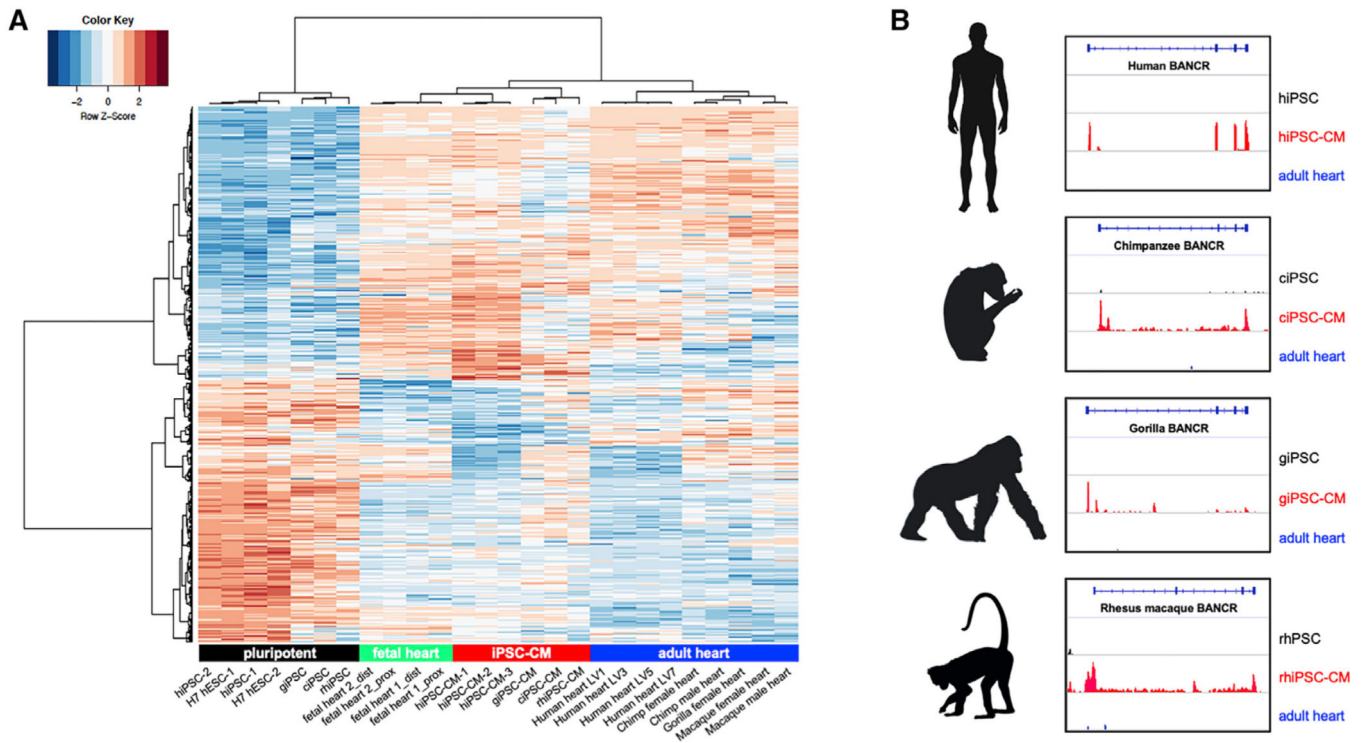 A
Color Key
−2 0 2
Row Z-Score
pluripotent fetal heart iPSC-CM adult heart
hiPSC-2
H7 hESC-1
hiPSC-1
H7 hESC-2
giPSC
ciPSC
rhiPSC
fetal heart 2_dist
fetal heart 2_prox
fetal heart 1_dist
fetal heart 1_prox
hiPSC-CM-1
hiPSC-CM-2
hiPSC-CM-3
giPSC-CM
ciPSC-CM
rhiPSC-CM
Human heart LV1
Human heart LV3
Human heart LV5
Human heart LV7
Chimp female heart
Chimp male heart
Gorilla female heart
Macaque female heart
Macaque male heart
B
Human BANCR
hiPSC
hiPSC-CM
adult heart
Chimpanzee BANCR
ciPSC
ciPSC-CM
adult heart
Gorilla BANCR
giPSC
giPSC-CM
adult heart
Rhesus macaque BANCR
rhPSC
rhiPSC-CM
adult heart